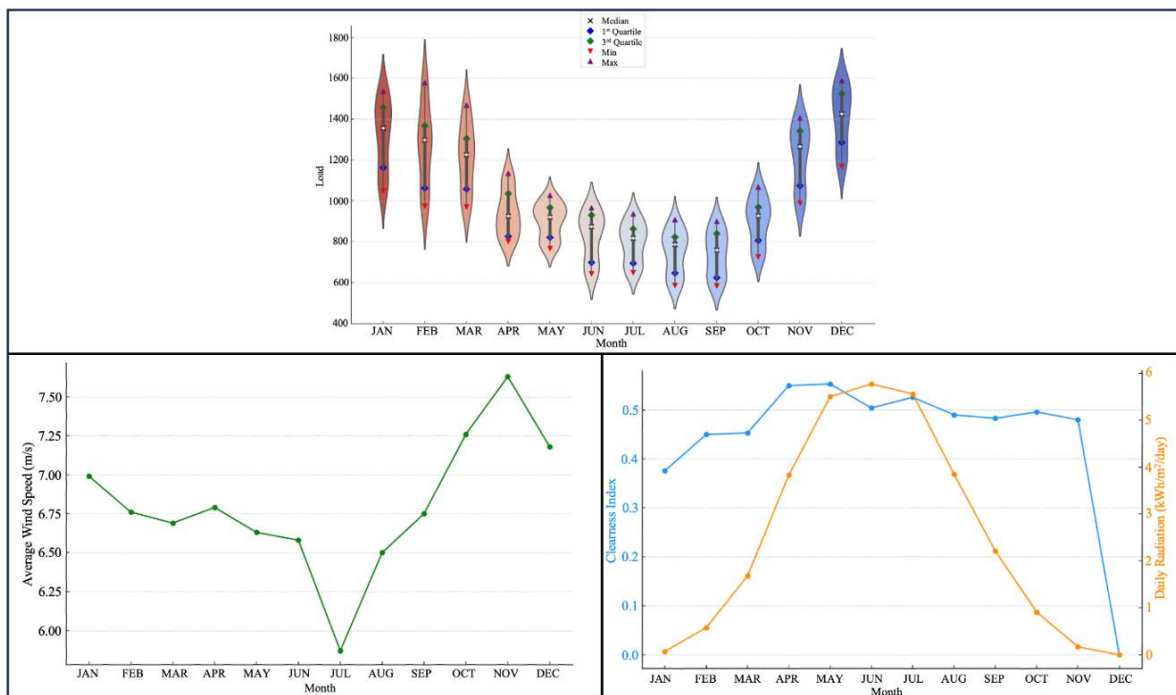 Median
1st Quartile
3rd Quartile
Min
Max
1800
1600
1400
1200
1000
800
600
400
Load
JAN FEB MAR APR MAY JUN JUL AUG SEP OCT NOV DEC
Month
7.50
7.25
7.00
6.75
6.50
6.25
6.00
Average Wind Speed (m/s)
JAN FEB MAR APR MAY JUN JUL AUG SEP OCT NOV DEC
Month
0.5
0.4
0.3
0.2
0.1
0.0
Clearness Index
6
5
4
3
2
1
0
Daily Radiation (kWh/m²/day)
JAN FEB MAR APR MAY JUN JUL AUG SEP OCT NOV DEC
Month